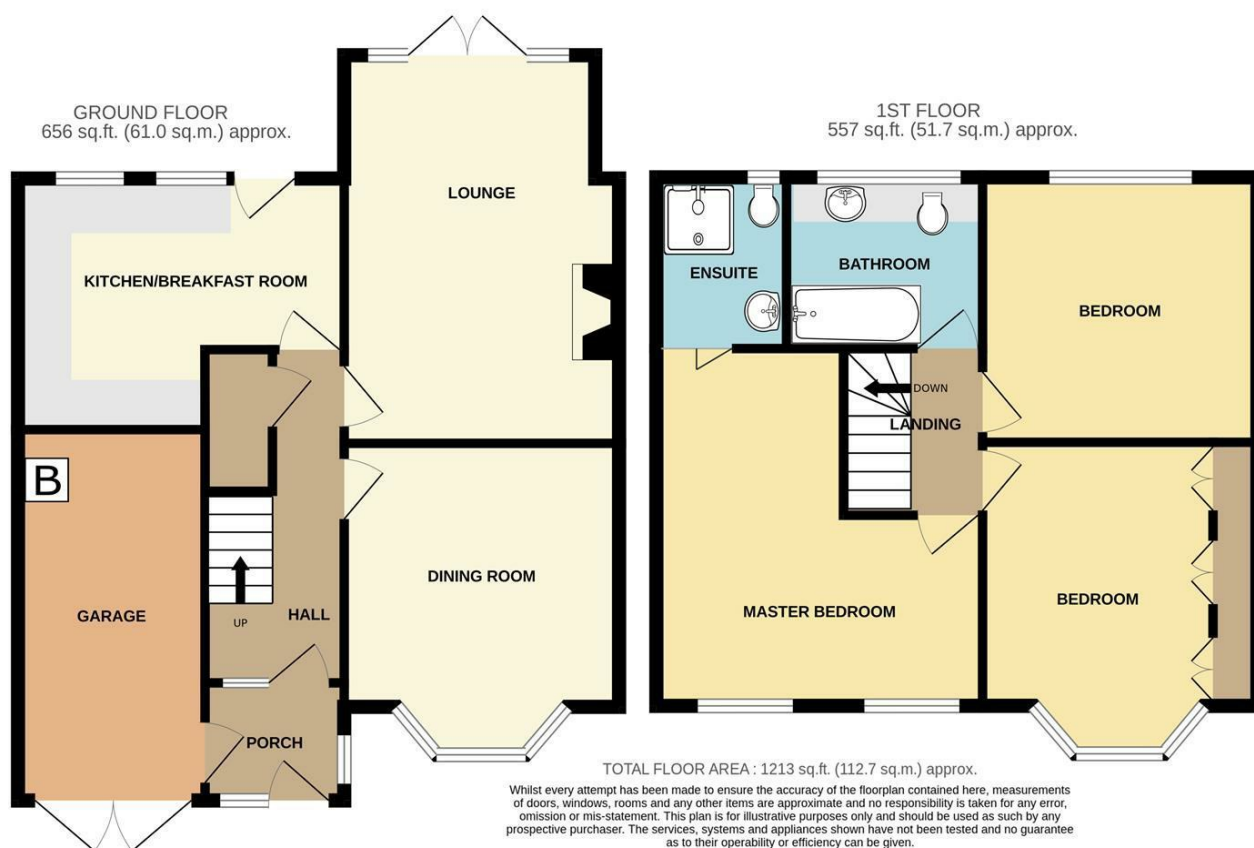 GROUND FLOOR
656 sq.ft. (61.0 sq.m.) approx.
LOUNGE
KITCHEN/BREAKFAST ROOM
B
GARAGE
UP
HALL
DINING ROOM
PORCH
1ST FLOOR
557 sq.ft. (51.7 sq.m.) approx.
ENSUITE
BATHROOM
BEDROOM
DOWN
LANDING
MASTER BEDROOM
BEDROOM
TOTAL FLOOR AREA : 1213 sq.ft. (112.7 sq.m.) approx.
Whilst every attempt has been made to ensure the accuracy of the floorplan contained here, measurements
of doors, windows, rooms and any other items are approximate and no responsibility is taken for any error,
omission or mis-statement. This plan is for illustrative purposes only and should be used as such by any
prospective purchaser. The services, systems and appliances shown have not been tested and no guarantee
as to their operability or efficiency can be given.